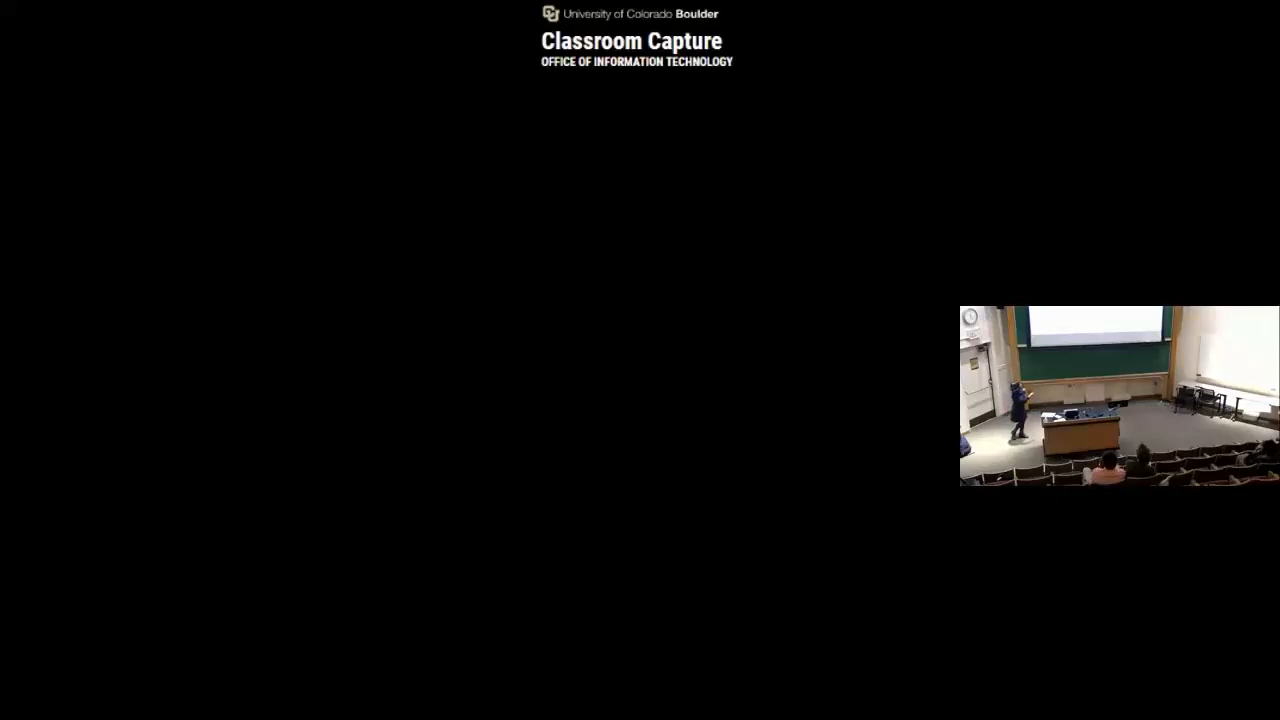 University of Colorado Boulder
Classroom Capture
OFFICE OF INFORMATION TECHNOLOGY